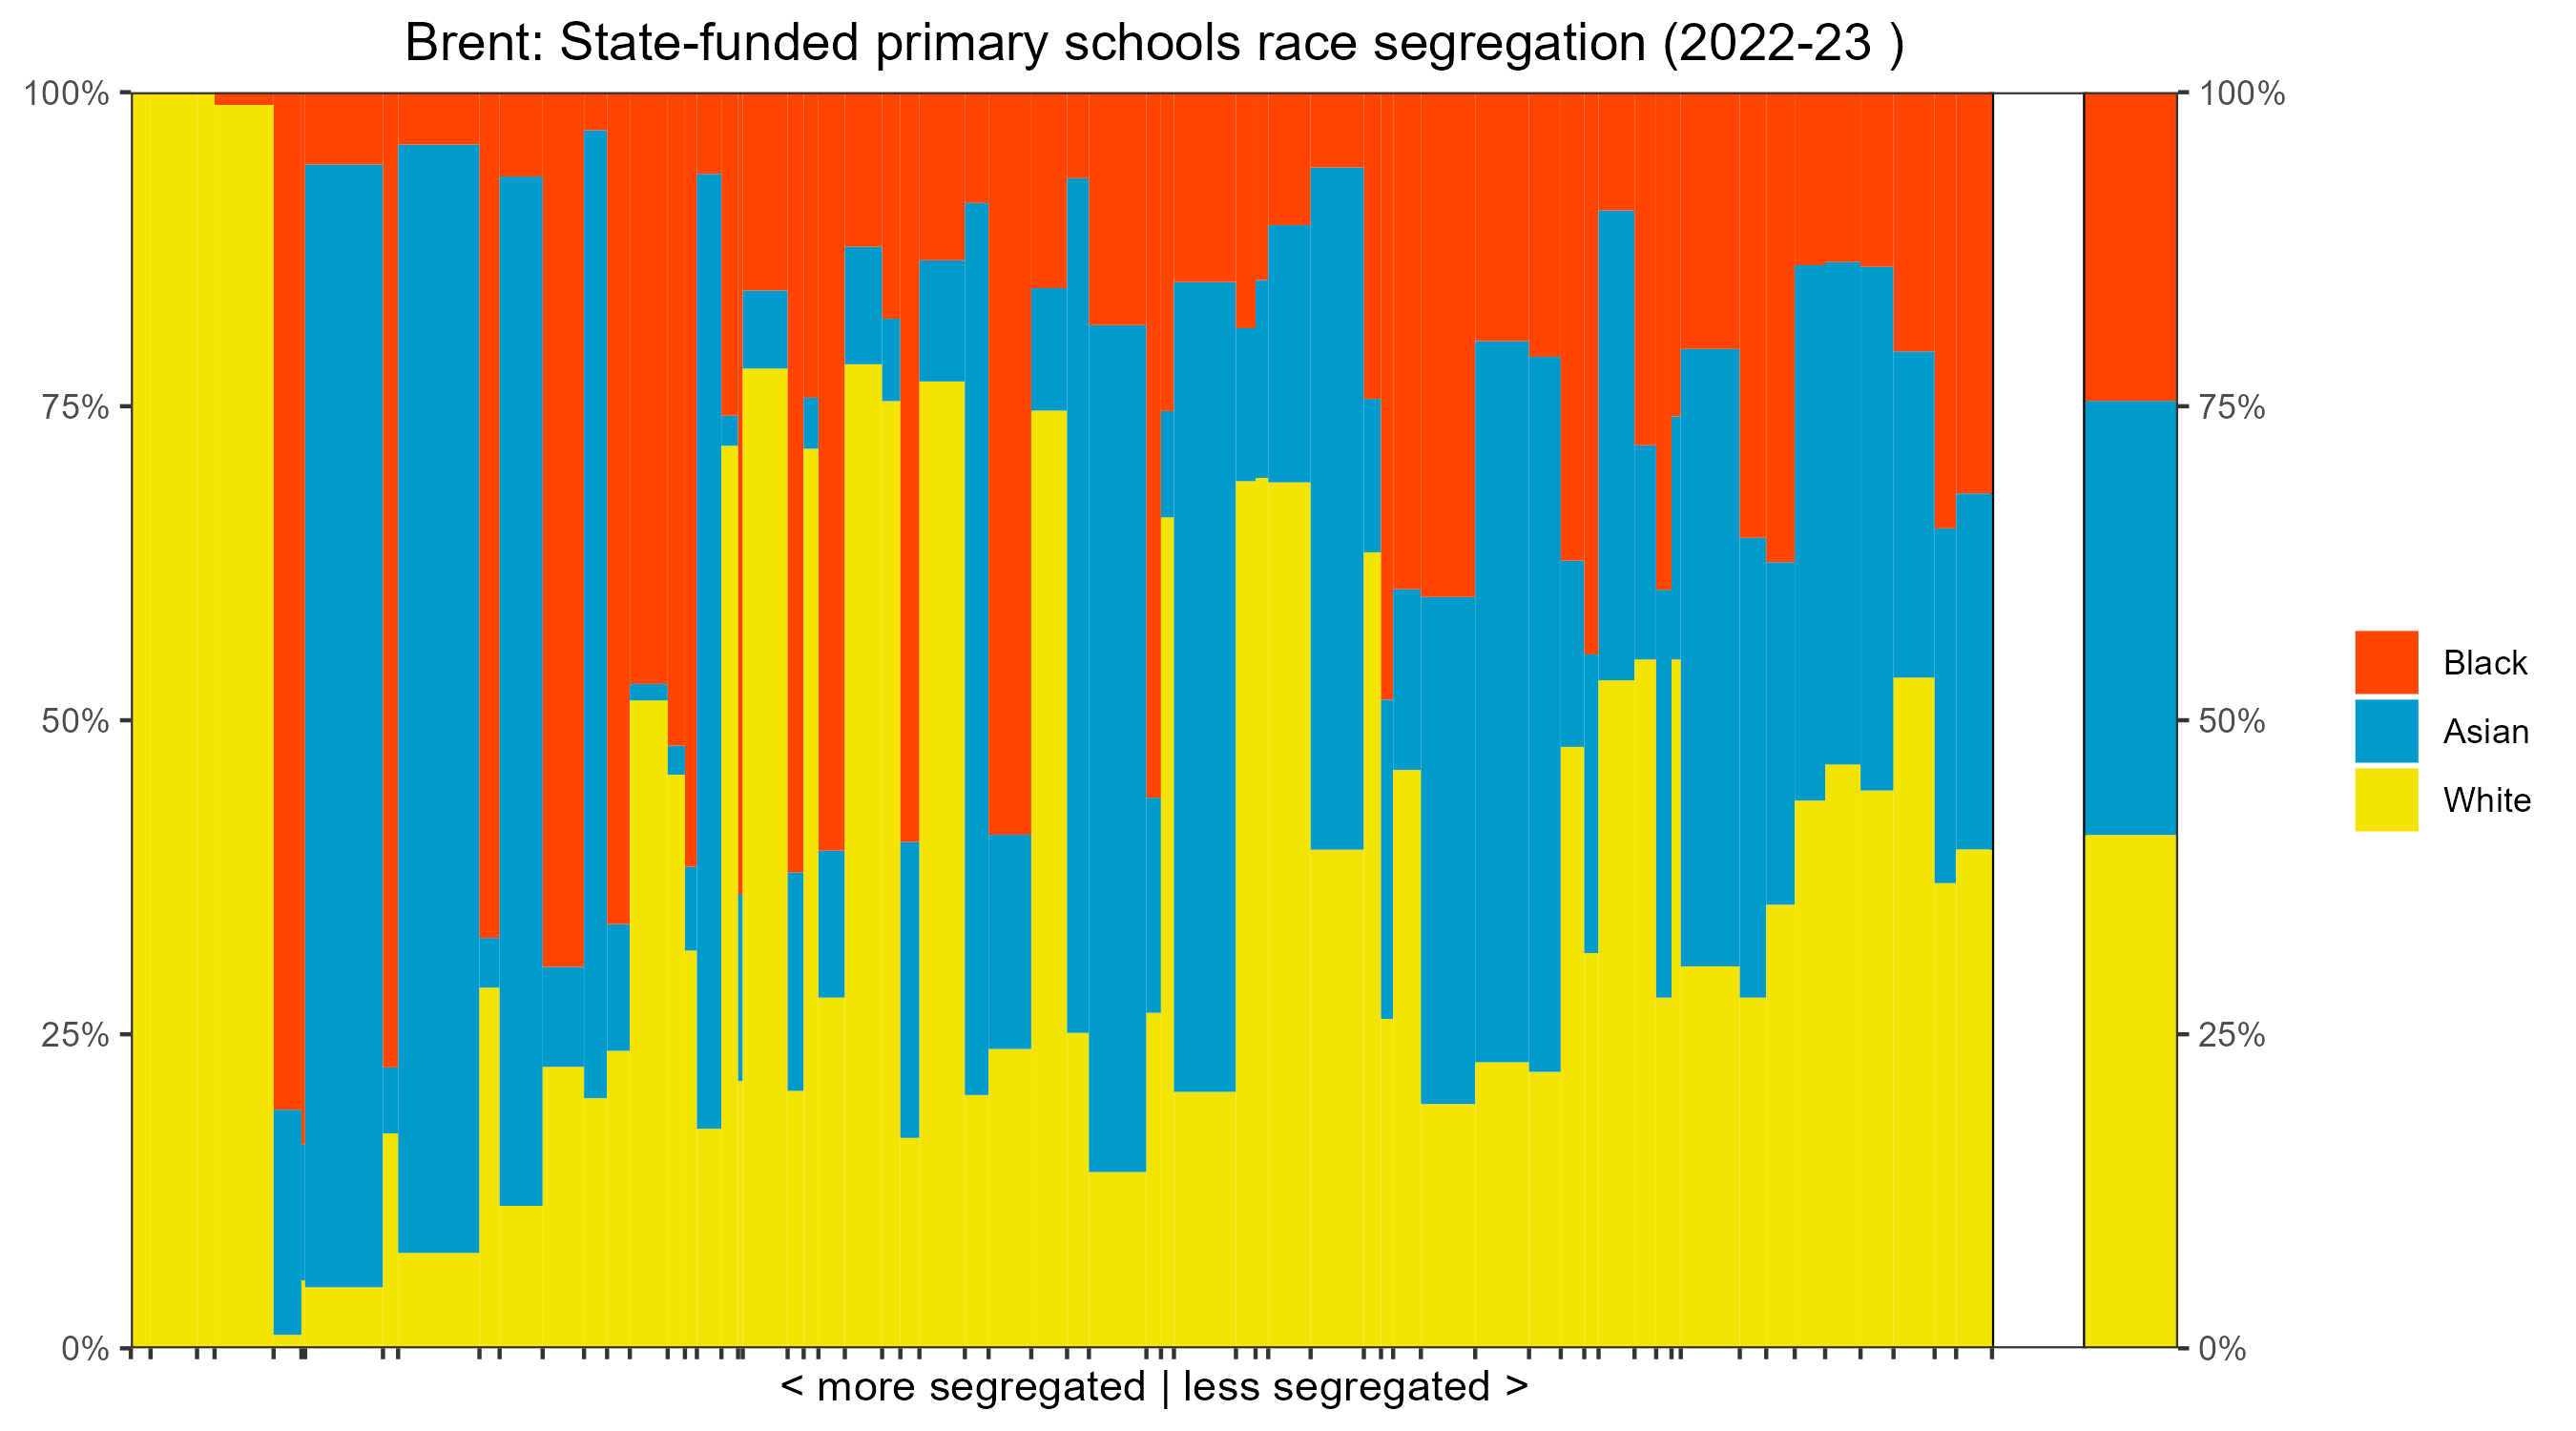 Brent: State-funded primary schools race segregation (2022-23 )
100%
75%
50%
25%
0%
100%
75%
50%
25%
0%
Black
Asian
White
< more segregated | less segregated >